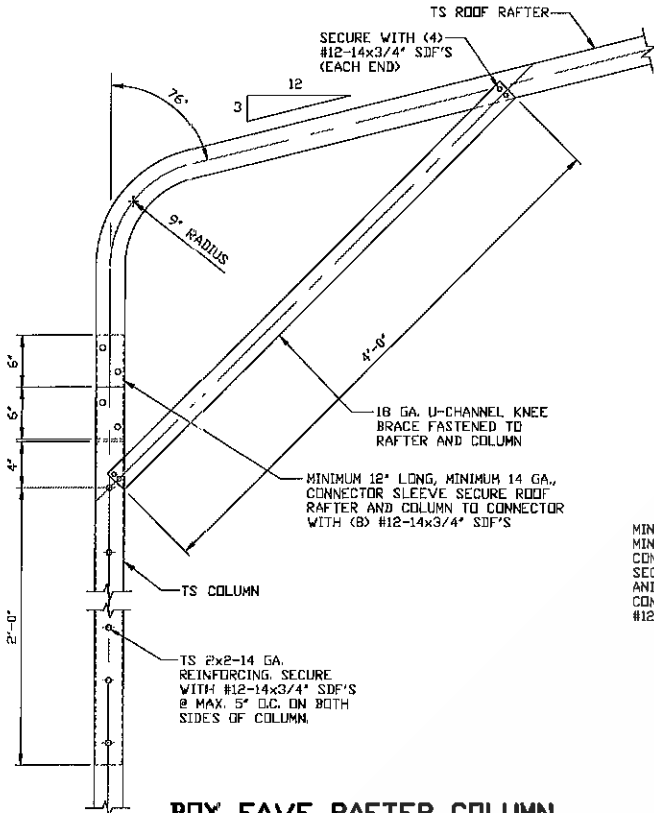 TS ROOF RAFTER
SECURE WITH (4)
#12-14x3/4" SDF'S
(EACH END)
12
3
76°
9" RADIUS
4'-0"
6"
6"
4"
18 GA. U-CHANNEL KNEE
BRACE FASTENED TO
RAFTER AND COLUMN
MINIMUM 12" LONG, MINIMUM 14 GA.,
CONNECTOR SLEEVE SECURE ROOF
RAFTER AND COLUMN TO CONNECTOR
WITH (8) #12-14x3/4" SDF'S
MIN
MIN
CON
SEC
AN
CON
#12
TS COLUMN
2'-0"
TS 2x2-14 GA.
REINFORCING. SECURE
WITH #12-14x3/4" SDF'S
@ MAX. 5" O.C. ON BOTH
SIDES OF COLUMN.
BOX EAVE RAFTER COLUMN